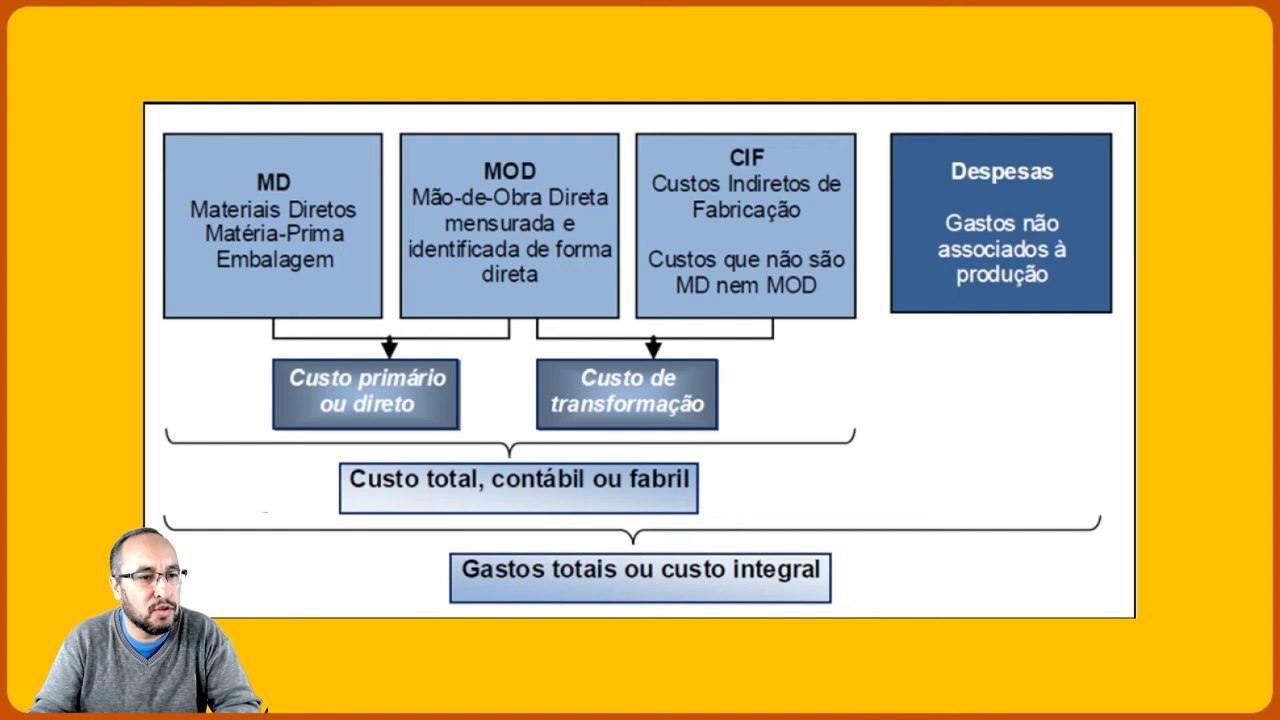 MD
Materiais Diretos
Matéria-Prima
Embalagem
MOD
Mão-de-Obra Direta
mensurada e
identificada de forma
direta
CIF
Custos Indiretos de
Fabricação
Custos que não são
MD nem MOD
Despesas
Gastos não
associados à
produção
Custo primário
ou direto
Custo de
transformação
Custo total, contábil ou fabril
Gastos totais ou custo integral